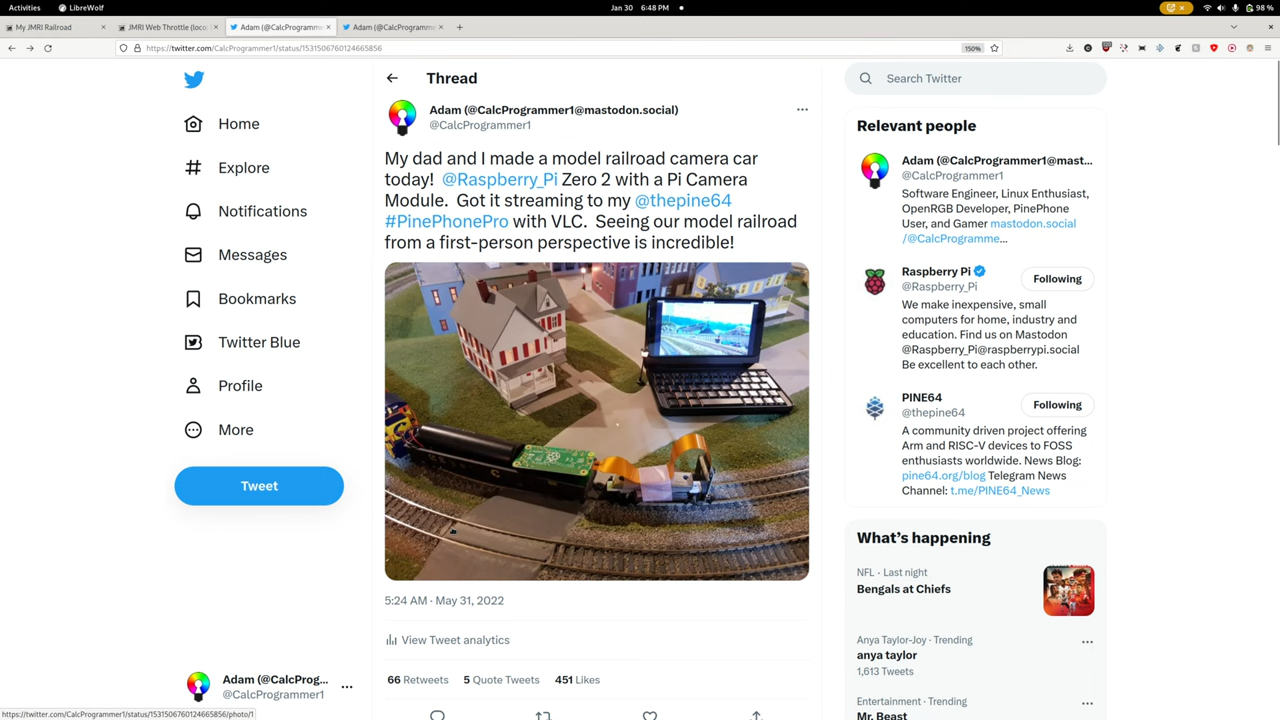 Activities
LibreWolf
Jan 30 6:48 PM
98 %
My JMRI Railroad
JMRI Web Throttle (loco
Adam (@CalcProgramme
Adam (@CalcProgramme
https://twitter.com/CalcProgrammer1/status/1531506760124665856
150%
Home
Explore
Notifications
Messages
Bookmarks
Twitter Blue
Profile
More
Tweet
Adam (@CalcProg...
@CalcProgrammer1
https://twitter.com/CalcProgrammer1/status/1531506760124665856/photo/1
Thread
Adam (@CalcProgrammer1@mastodon.social)
@CalcProgrammer1
My dad and I made a model railroad camera car
today! @Raspberry_Pi Zero 2 with a Pi Camera
Module. Got it streaming to my @thepine64
#PinePhonePro with VLC. Seeing our model railroad
from a first-person perspective is incredible!
5:24 AM · May 31, 2022
View Tweet analytics
66 Retweets 5 Quote Tweets 451 Likes
Search Twitter
Relevant people
Adam (@CalcProgrammer1@mast...
@CalcProgrammer1
Software Engineer, Linux Enthusiast,
OpenRGB Developer, PinePhone
User, and Gamer mastodon.social
/@CalcProgramme...
Raspberry Pi
@Raspberry_Pi
Following
We make inexpensive, small
computers for home, industry and
education. Find us on Mastodon
@Raspberry_Pi@raspberrypi.social
Be excellent to each other.
PINE64
@thepine64
Following
A community driven project offering
Arm and RISC-V devices to FOSS
enthusiasts worldwide. News Blog:
pine64.org/blog Telegram News
Channel: t.me/PINE64_News
What's happening
NFL · Last night
Bengals at Chiefs
Anya Taylor-Joy · Trending
anya taylor
1,613 Tweets
Entertainment · Trending
Mr. Beast